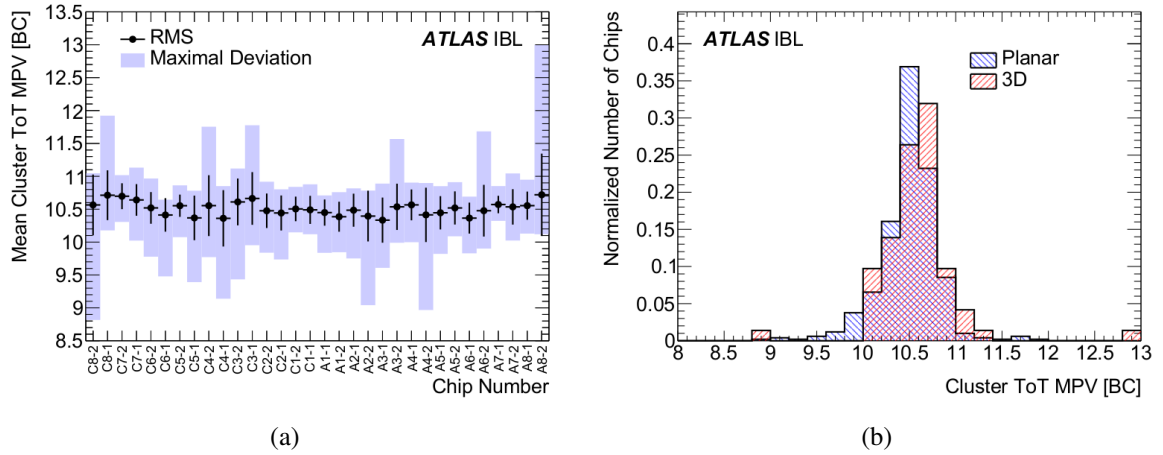 Mean Cluster ToT MPV [BC]
13.5
13
12.5
12
11.5
11
10.5
10
9.5
9
8.5
RMS
Maximal Deviation
ATLAS IBL
C8-2
C8-1
C7-2
C7-1
C6-2
C6-1
C5-2
C5-1
C4-2
C4-1
C3-2
C3-1
C2-2
C2-1
C1-2
C1-1
A1-1
A1-2
A2-1
A2-2
A3-1
A3-2
A4-1
A4-2
A5-1
A5-2
A6-1
A6-2
A7-1
A7-2
A8-1
A8-2
Chip Number
(a)
Normalized Number of Chips
0.4
0.35
0.3
0.25
0.2
0.15
0.1
0.05
0
ATLAS IBL
Planar
3D
8 8.5 9 9.5 10 10.5 11 11.5 12 12.5 13
Cluster ToT MPV [BC]
(b)